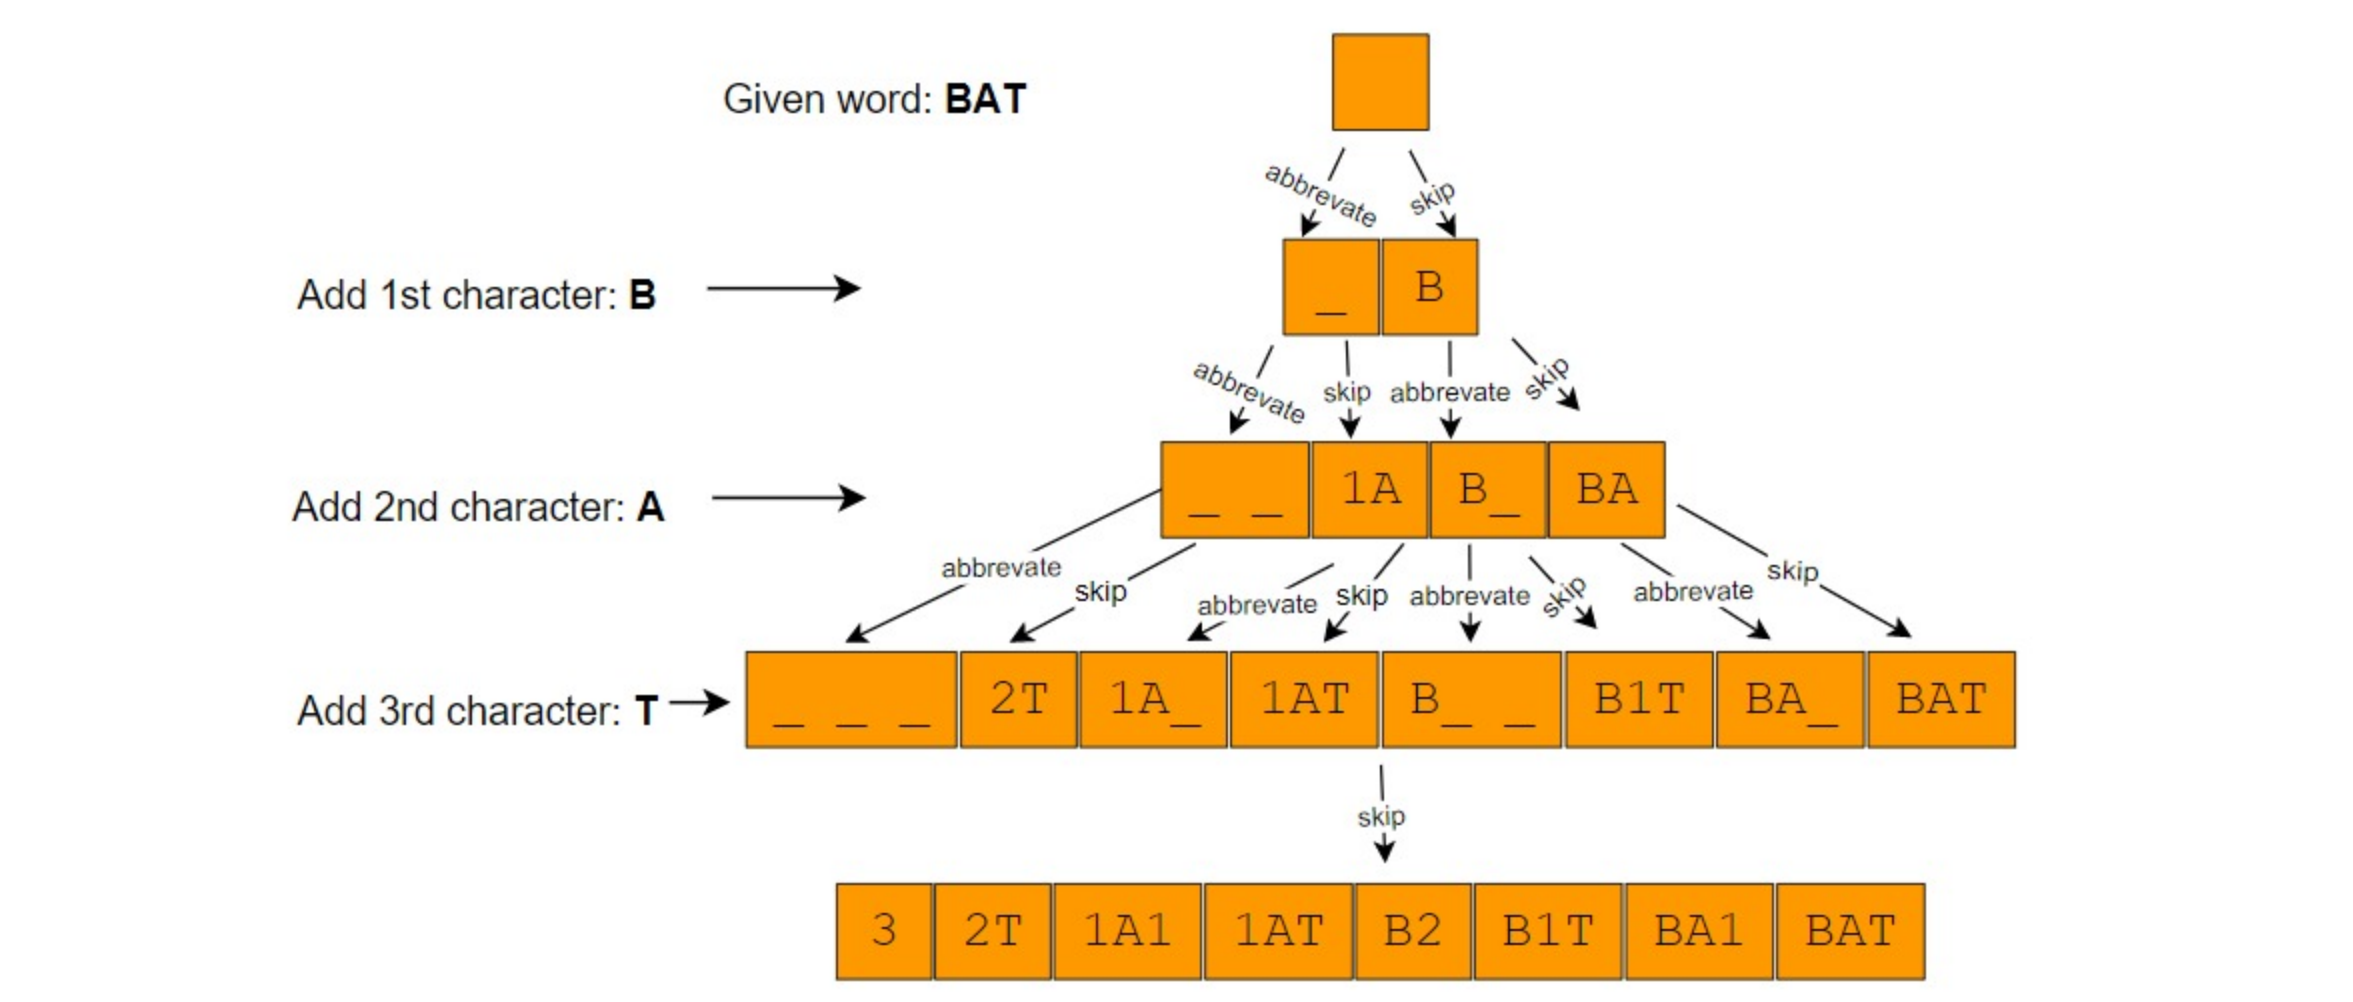 Given word: BAT
abbrevate skip
Add 1st character: B
_ B
abbrevate skip abbrevate skip
Add 2nd character: A
_ _ 1A B_ BA
abbrevate skip abbrevate skip abbrevate skip abbrevate skip
Add 3rd character: T
_ _ _ 2T 1A_ 1AT B_ _ B1T BA_ BAT
skip
3 2T 1A1 1AT B2 B1T BA1 BAT